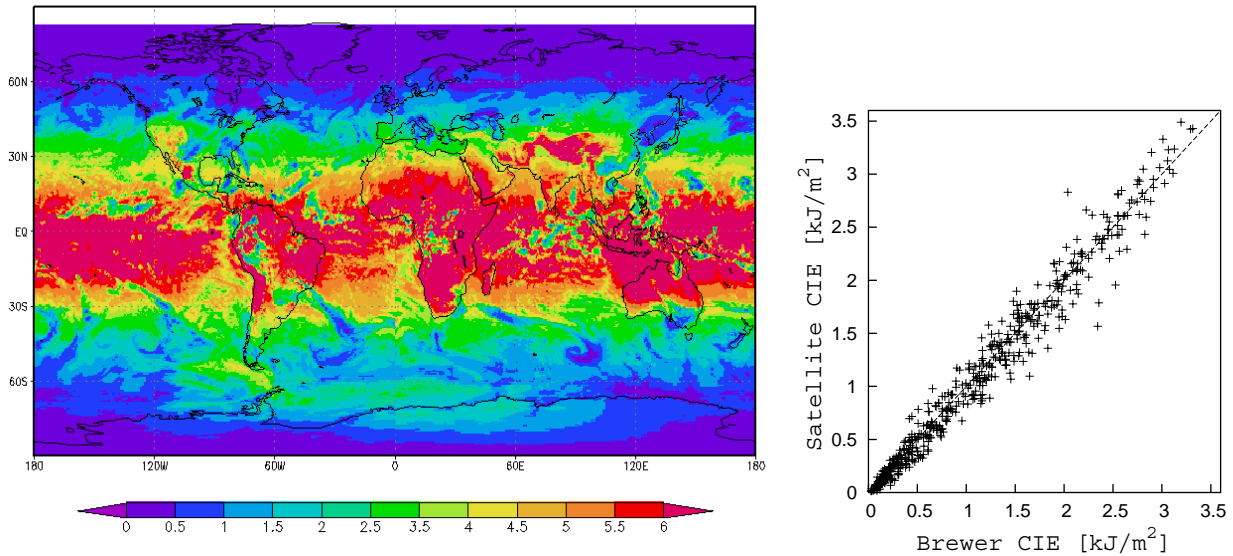 60N
30N
EQ
30S
60S
180 120W 60W 0 60E 120E 180
0 0.5 1 1.5 2 2.5 3.5 4 4.5 5 5.5 6
3.5
3
2.5
2
1.5
1
0.5
0
0 0.5 1 1.5 2 2.5 3 3.5
Satellite CIE [kJ/m²]
Brewer CIE [kJ/m²]